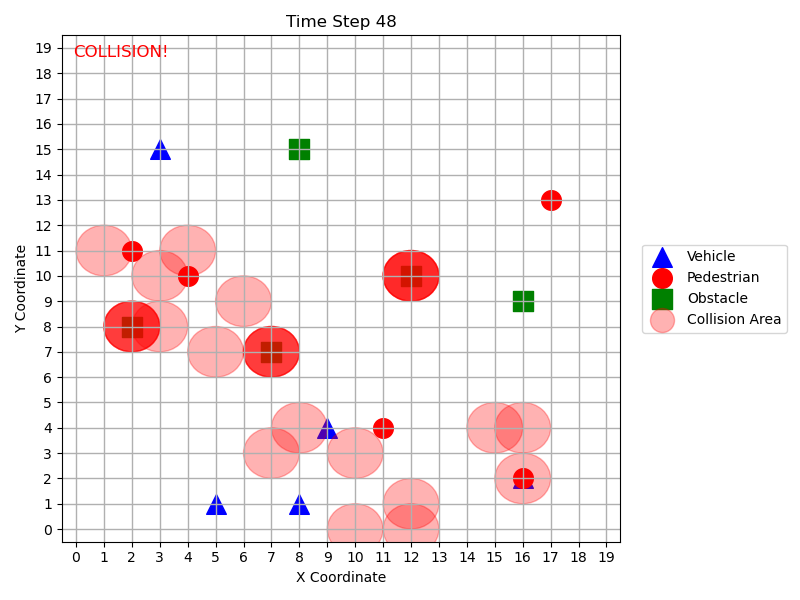 Time Step 48
COLLISION!
19
18
17
16
15
14
13
12
11
10
9
8
7
6
5
4
3
2
1
0
Y Coordinate
0 1 2 3 4 5 6 7 8 9 10 11 12 13 14 15 16 17 18 19
X Coordinate
Vehicle
Pedestrian
Obstacle
Collision Area